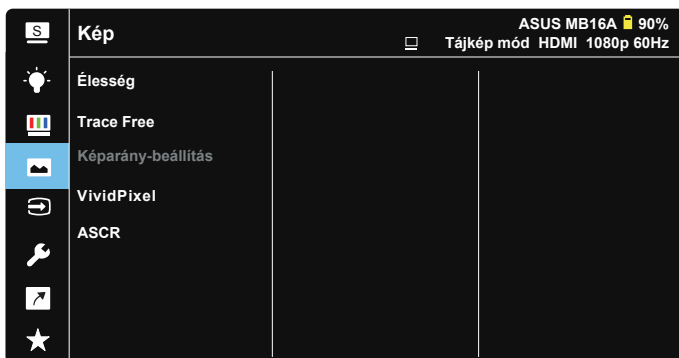 S
Kép
ASUS MB16A 90%
Tájkép mód HDMI 1080p 60Hz
Élesség
Trace Free
Képarány-beállítás
VividPixel
ASCR